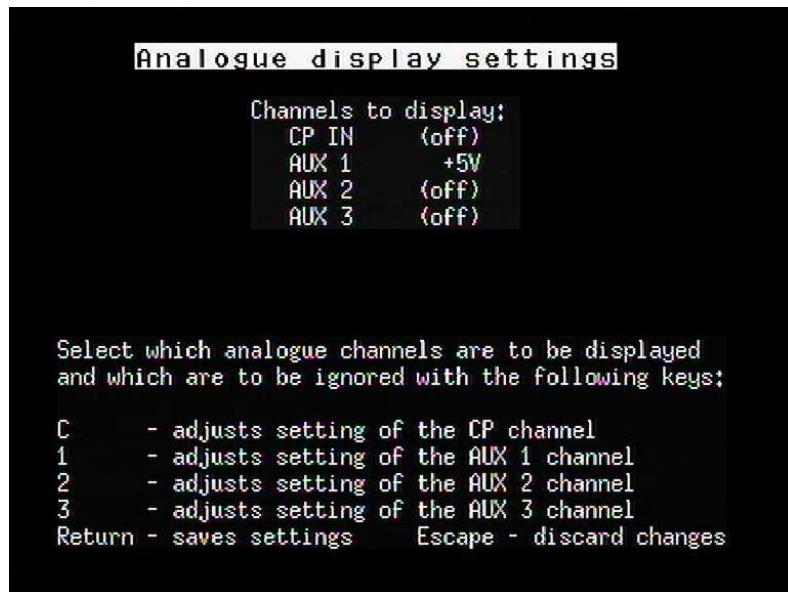 Analogue display settings
Channels to display:
CP IN (off)
AUX 1 +5V
AUX 2 (off)
AUX 3 (off)
Select which analogue channels are to be displayed
and which are to be ignored with the following keys:
C - adjusts setting of the CP channel
1 - adjusts setting of the AUX 1 channel
2 - adjusts setting of the AUX 2 channel
3 - adjusts setting of the AUX 3 channel
Return - saves settings Escape - discard changes